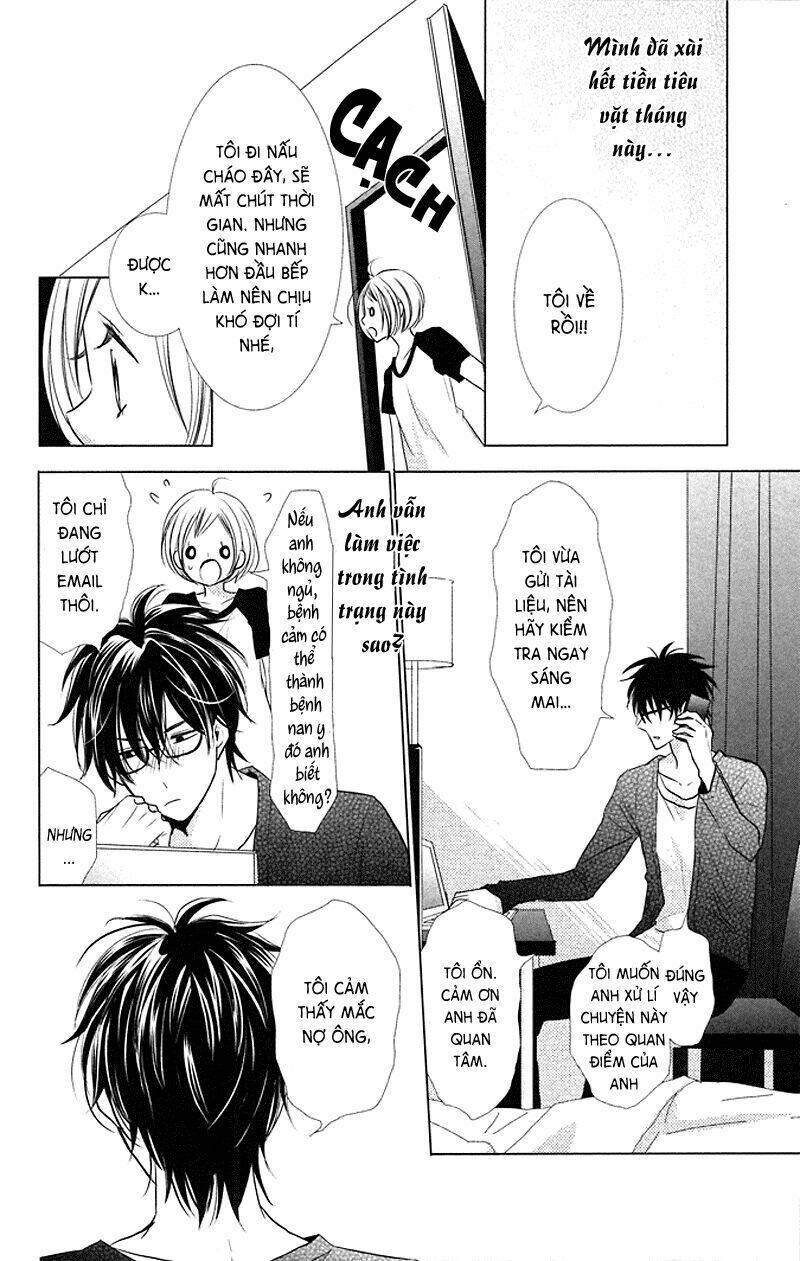 Mình đã xài
hết tiền tiêu
vặt tháng
này...
TÔI VỀ
RỒI!!
CẠCH
TÔI ĐI NẤU
CHÁO ĐÂY, SẼ
MẤT CHÚT THỜI
GIAN. NHƯNG
CŨNG NHANH
HƠN ĐẦU BẾP
LÀM NÊN CHỊU
KHÓ ĐỢI TÍ
NHÉ,
ĐƯỢC
K...
TÔI VỪA
GỬI TÀI
LIỆU, NÊN
HÃY KIỂM
TRA NGAY
SÁNG
MAI...
ĐÚNG
VẬY
TÔI MUỐN
ANH XỬ LÍ
CHUYỆN NÀY
THEO QUAN
ĐIỂM CỦA
ANH
TÔI ỔN.
CẢM ƠN
ANH ĐÃ
QUAN
TÂM.
Anh vẫn
làm việc
trong tình
trạng này
sao?
Nếu
anh
không
ngủ,
bệnh
cảm có
thể
thành
bệnh
nan y
đó anh
biết
không?
TÔI CHỈ
ĐANG
LƯỚT
EMAIL
THÔI.
NHƯNG
...
TÔI CẢM
THẤY MẮC
NỢ ÔNG,